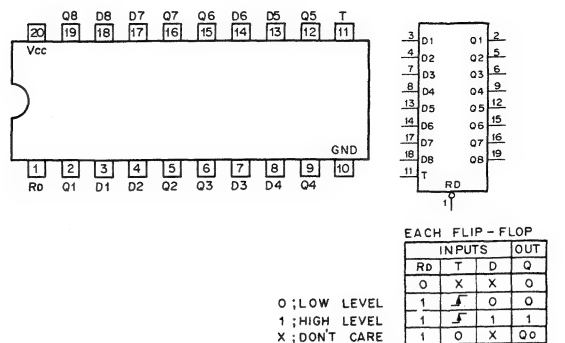 Q8 D8 D7 Q7 Q6 D6 D5 Q5 T
20 19 18 17 16 15 14 13 12 11
Vcc
GND
1 2 3 4 5 6 7 8 9 10
RD Q1 D1 D2 Q2 Q3 D3 D4 Q4
3 D1 Q1 2
4 D2 Q2 5
7 D3 Q3 6
8 D4 Q4 9
13 D5 Q5 12
14 D6 Q6 15
17 D7 Q7 16
18 D8 Q8 19
11 T
RD
1
EACH FLIP-FLOP
INPUTS OUT
RD T D Q
0 X X 0
1 0 0
1 1 1
1 0 X Q0
0 ; LOW LEVEL
1 ; HIGH LEVEL
X ; DON'T CARE